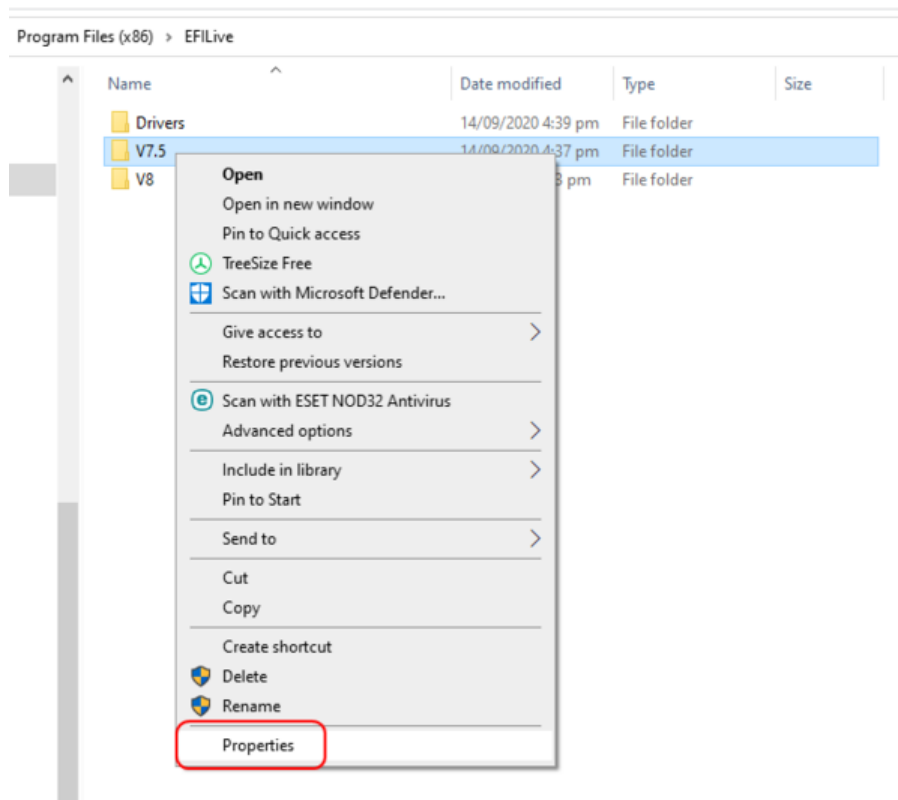 Program Files (x86) > EFILive
Name Date modified Type Size
Drivers 14/09/2020 4:39 pm File folder
V7.5 14/09/2020 4:37 pm File folder
V8 pm File folder
Open
Open in new window
Pin to Quick access
TreeSize Free
Scan with Microsoft Defender...
Give access to
Restore previous versions
e Scan with ESET NOD32 Antivirus
Advanced options
Include in library
Pin to Start
Send to
Cut
Copy
Create shortcut
Delete
Rename
Properties